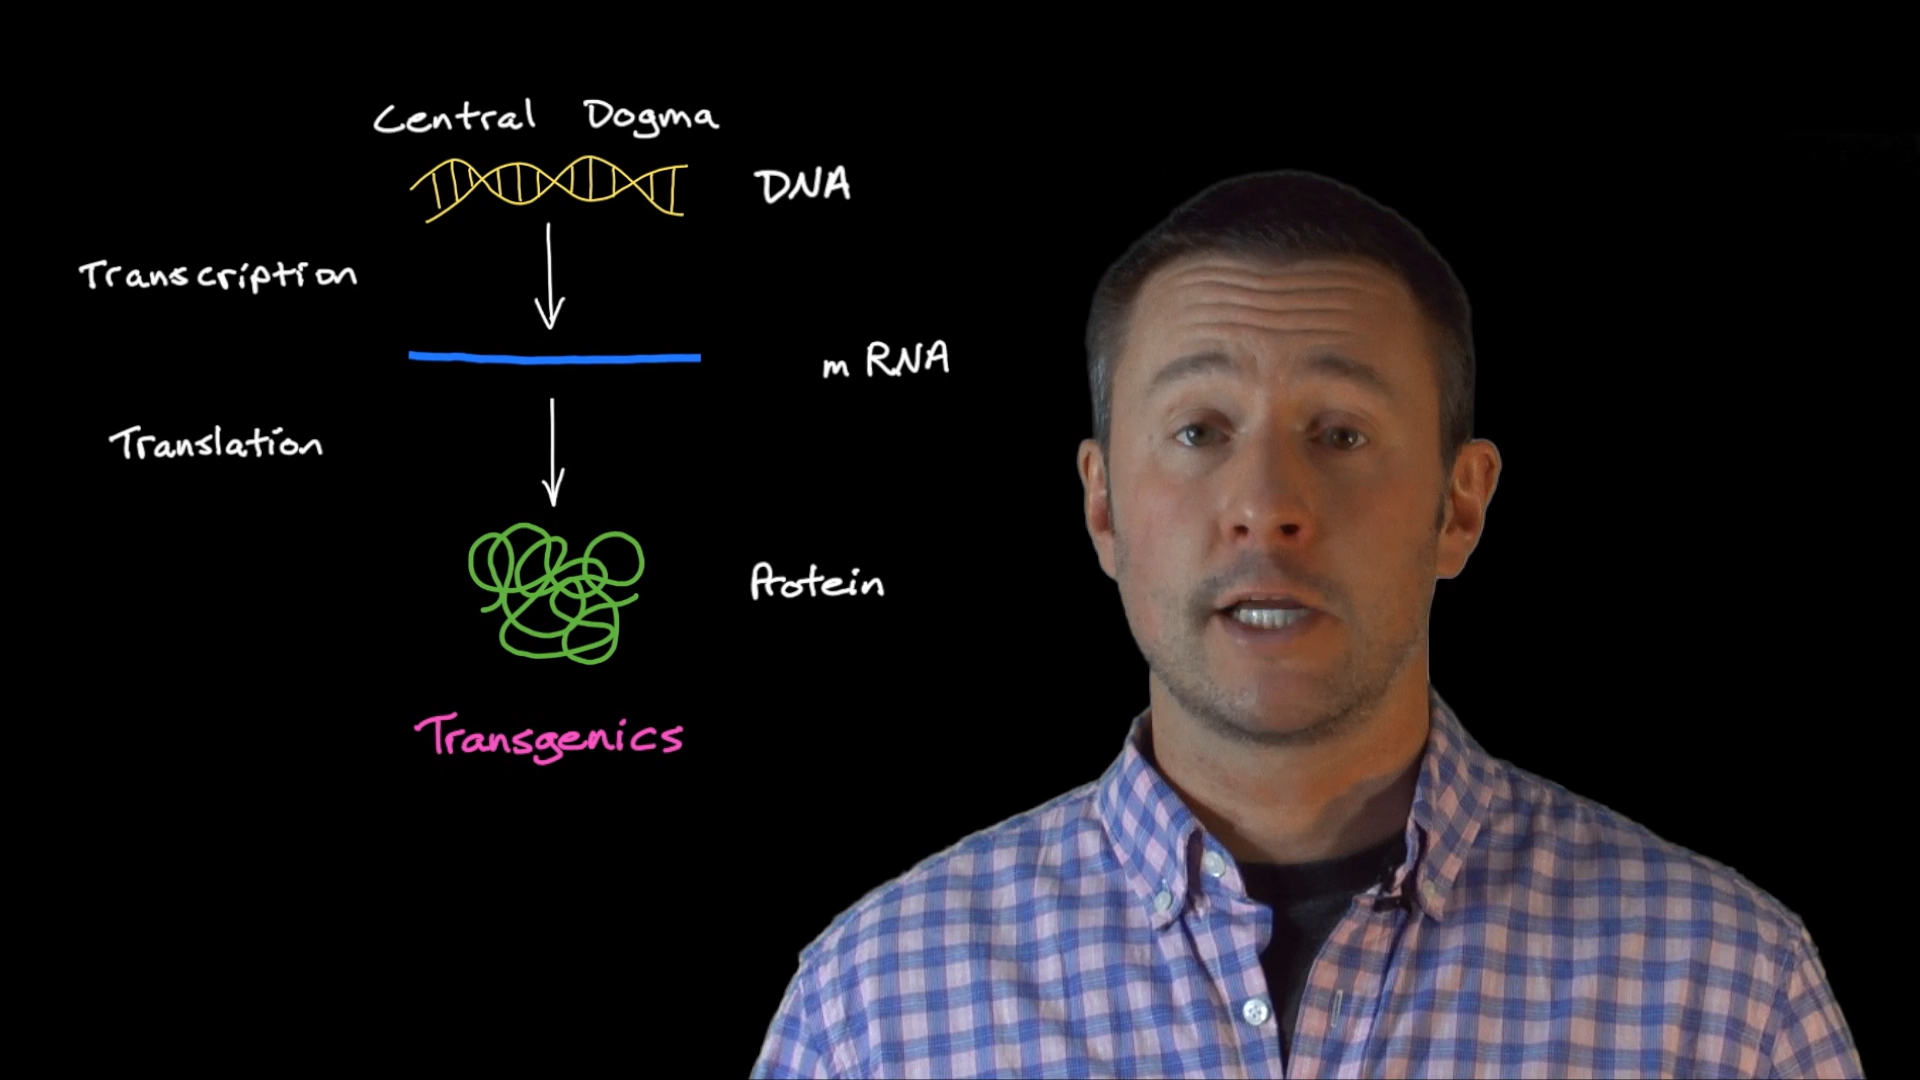 Central Dogma
DNA
Transcription
mRNA
Translation
Protein
Transgenics